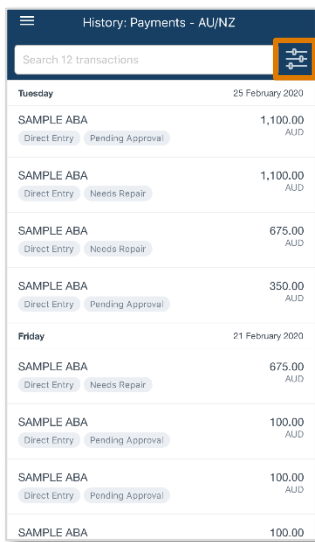 History: Payments - AU/NZ
Search 12 transactions
Tuesday 25 February 2020
SAMPLE ABA 1,100.00
Direct Entry Pending Approval AUD
SAMPLE ABA 1,100.00
Direct Entry Needs Repair AUD
SAMPLE ABA 675.00
Direct Entry Needs Repair AUD
SAMPLE ABA 350.00
Direct Entry Pending Approval AUD
Friday 21 February 2020
SAMPLE ABA 675.00
Direct Entry Needs Repair AUD
SAMPLE ABA 100.00
Direct Entry Pending Approval AUD
SAMPLE ABA 100.00
Direct Entry Pending Approval AUD
SAMPLE ABA 100.00